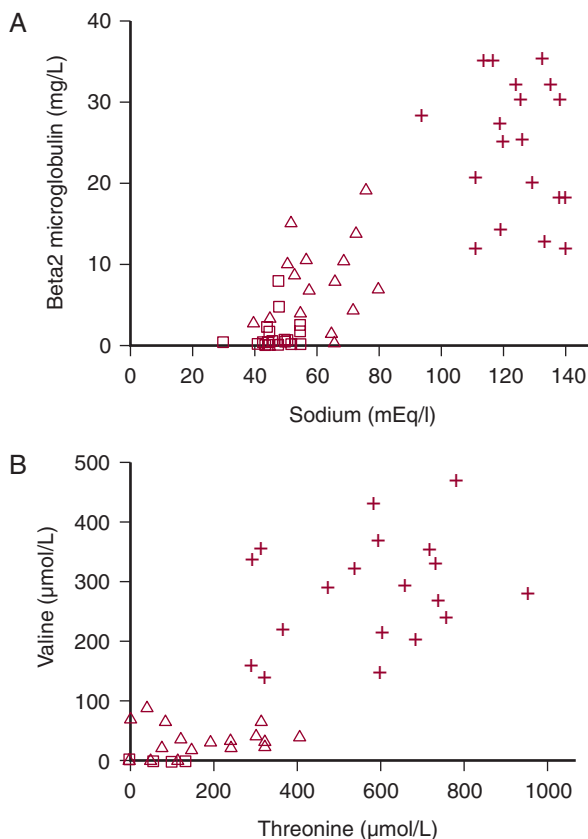 A
40
30
20
10
0
Beta2 microglobulin (mg/L)
0 20 40 60 80 100 120 140
Sodium (mEq/l)
B
500
400
300
200
100
0
Valine (µmol/L)
0 200 400 600 800 1000
Threonine (µmol/L)